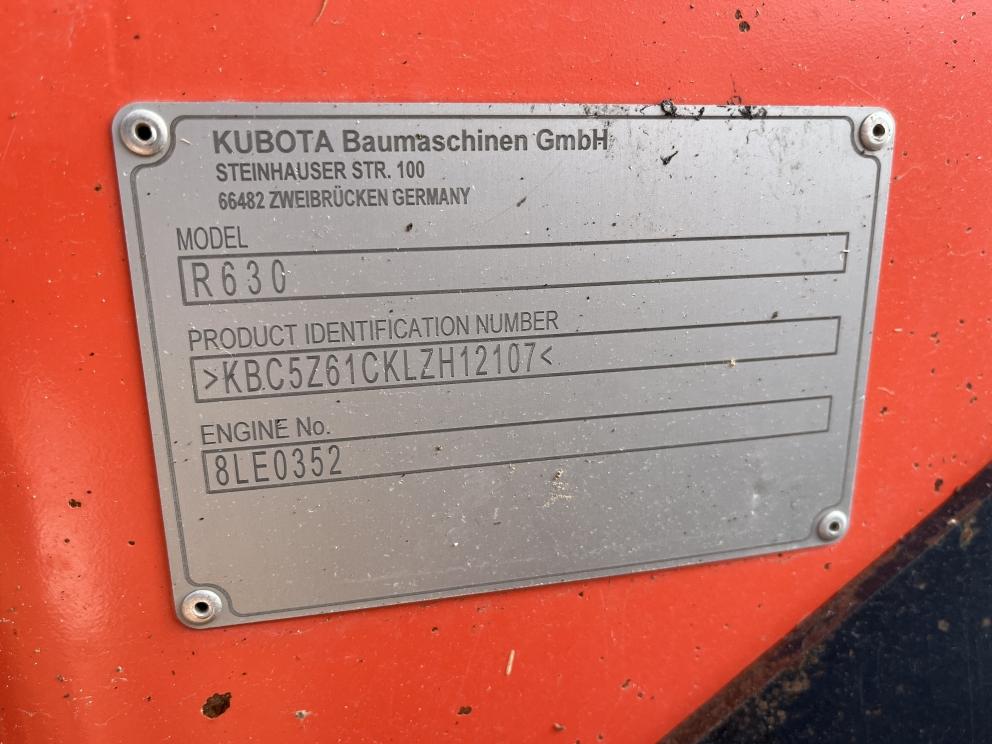 KUBOTA Baumaschinen GmbH
STEINHAUSER STR. 100
66482 ZWEIBRÜCKEN GERMANY
MODEL
R630
PRODUCT IDENTIFICATION NUMBER
>KBC5Z61CKLZH12107<
ENGINE No.
8LE0352